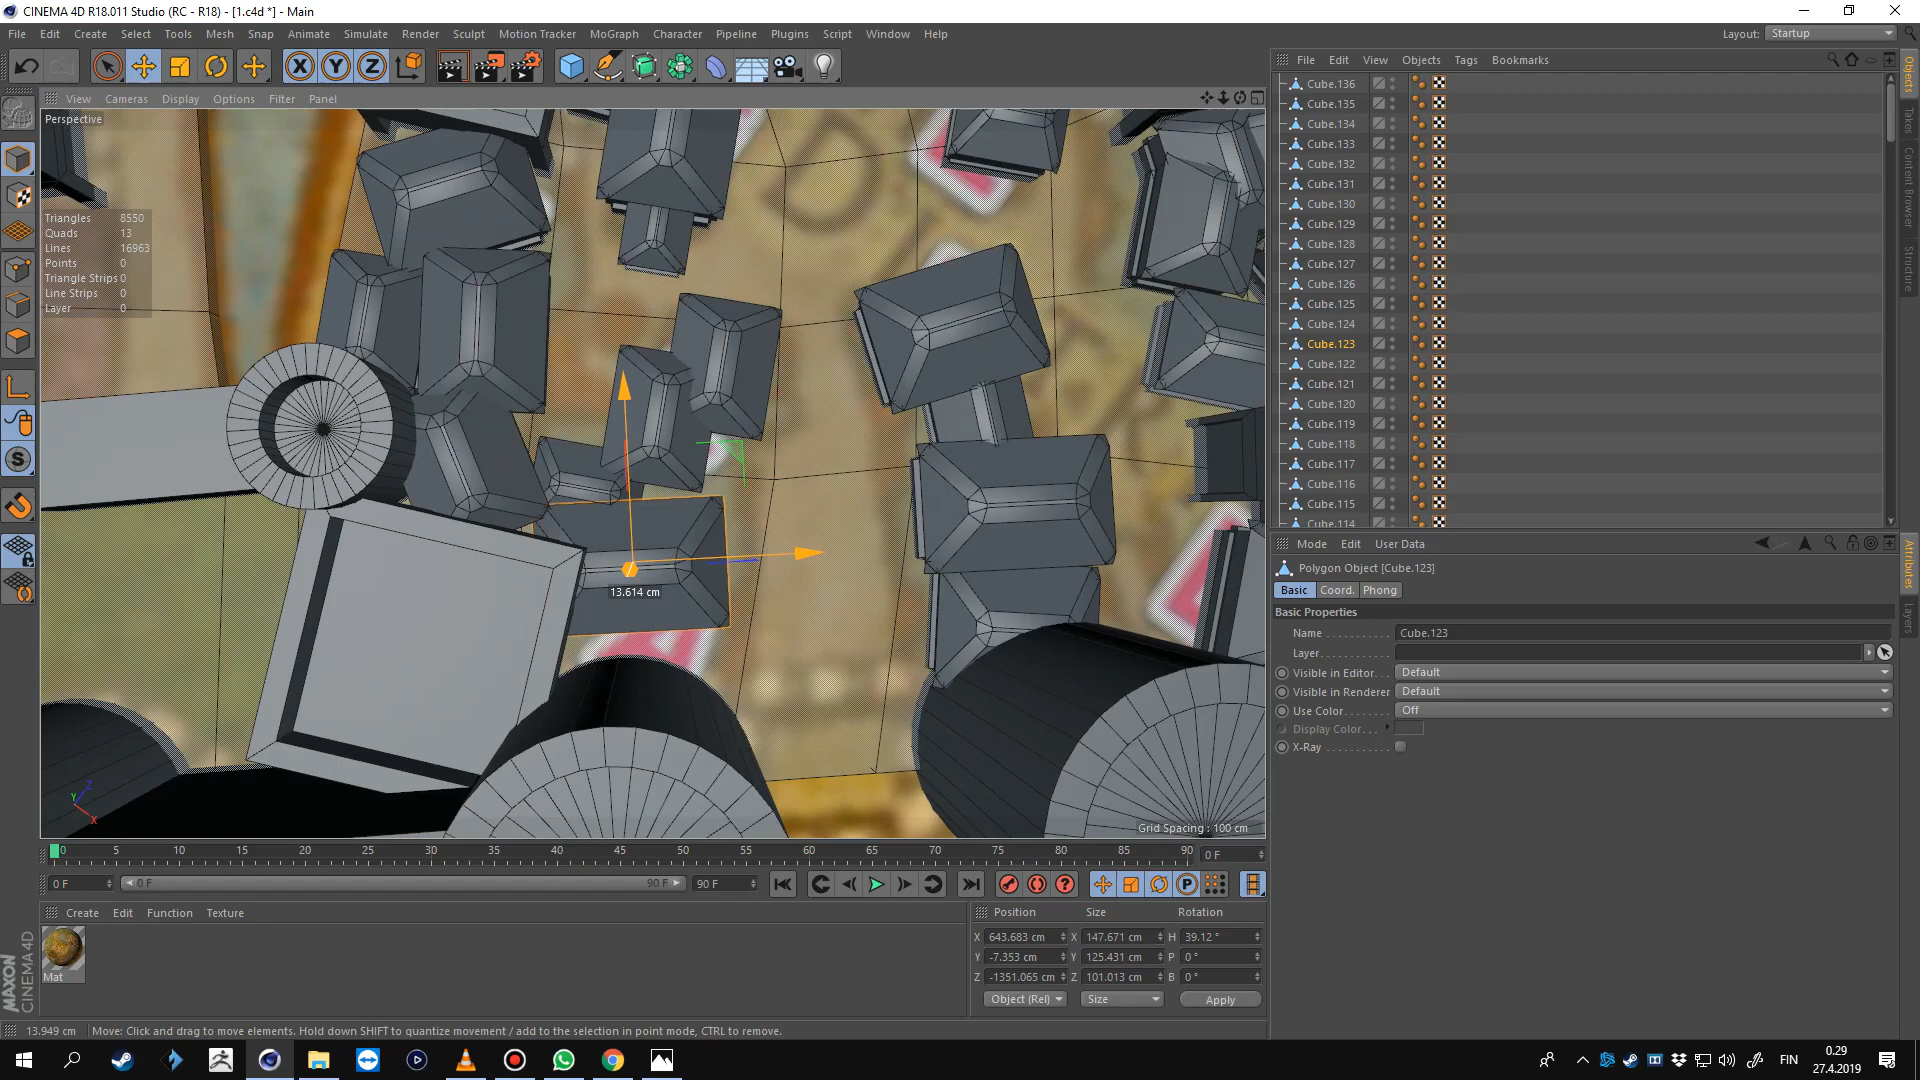 CINEMA 4D R18.011 Studio (RC - R18) - [1.c4d *] - Main
File Edit Create Select Tools Mesh Snap Animate Simulate Render Sculpt Motion Tracker MoGraph Character Pipeline Plugins Script Window Help
Layout: Startup
X Y Z
View Cameras Display Options Filter Panel
Perspective
Triangles 8550
Quads 13
Lines 16963
Points 0
Triangle Strips 0
Line Strips 0
Layer 0
13.614 cm
Y Z X
Grid Spacing : 100 cm
File Edit View Objects Tags Bookmarks
Cube.136
Cube.135
Cube.134
Cube.133
Cube.132
Cube.131
Cube.130
Cube.129
Cube.128
Cube.127
Cube.126
Cube.125
Cube.124
Cube.123
Cube.122
Cube.121
Cube.120
Cube.119
Cube.118
Cube.117
Cube.116
Cube.115
Cube.114
Objects
Takes
Content Browser
Structure
Mode Edit User Data
Polygon Object [Cube.123]
Basic Coord. Phong
Basic Properties
Name Cube.123
Layer
Visible in Editor Default
Visible in Renderer Default
Use Color Off
Display Color
X-Ray
Attributes
Layers
0 5 10 15 20 25 30 35 40 45 50 55 60 65 70 75 80 85 90 0 F
0 F 0 F 90 F 90 F
Create Edit Function Texture
Mat
MAXON
CINEMA 4D
Position Size Rotation
X 643.683 cm X 147.671 cm H 39.12 °
Y -7.353 cm Y 125.431 cm P 0 °
Z -1351.065 cm Z 101.013 cm B 0 °
Object (Rel) Size Apply
13.949 cm Move: Click and drag to move elements. Hold down SHIFT to quantize movement / add to the selection in point mode, CTRL to remove.
FIN
0.29
27.4.2019